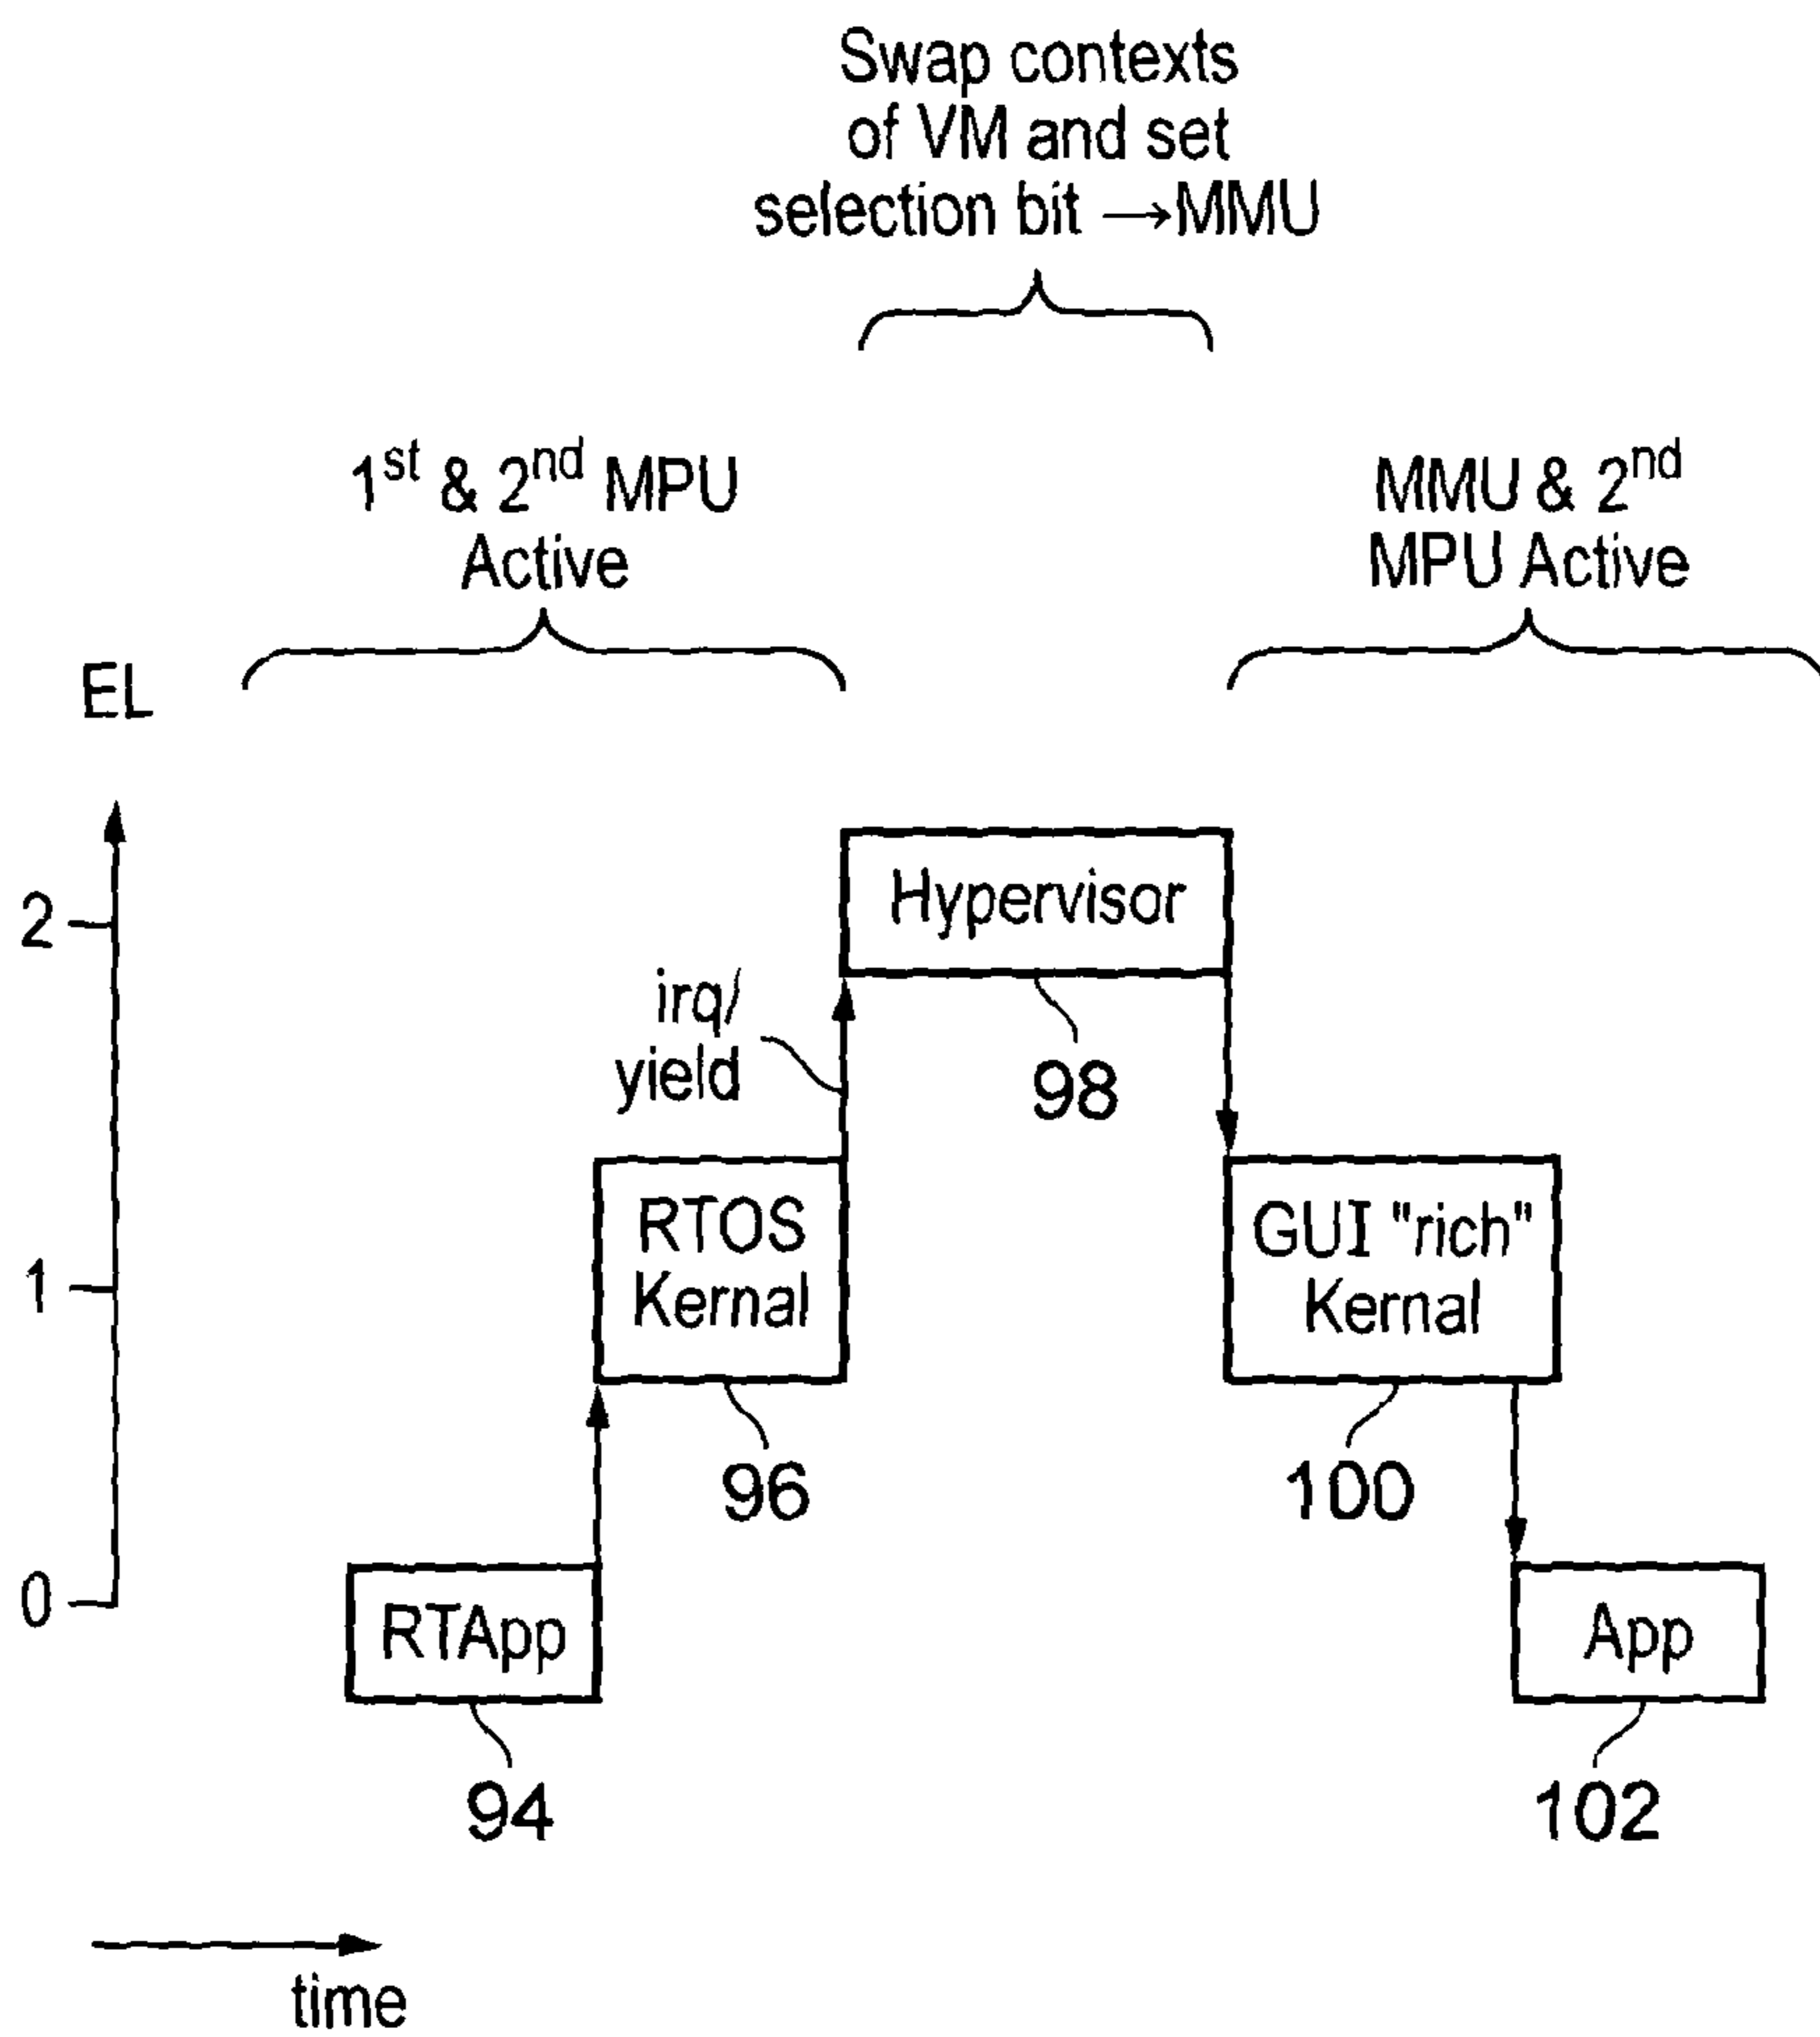 Swap contexts
of VM and set
selection bit →MMU
1st & 2nd MPU
Active
MMU & 2nd
MPU Active
EL
2
Hypervisor
irq/
yield
98
1
RTOS
Kernal
GUI "rich"
Kernal
96
100
0
RTApp
App
94
102
time